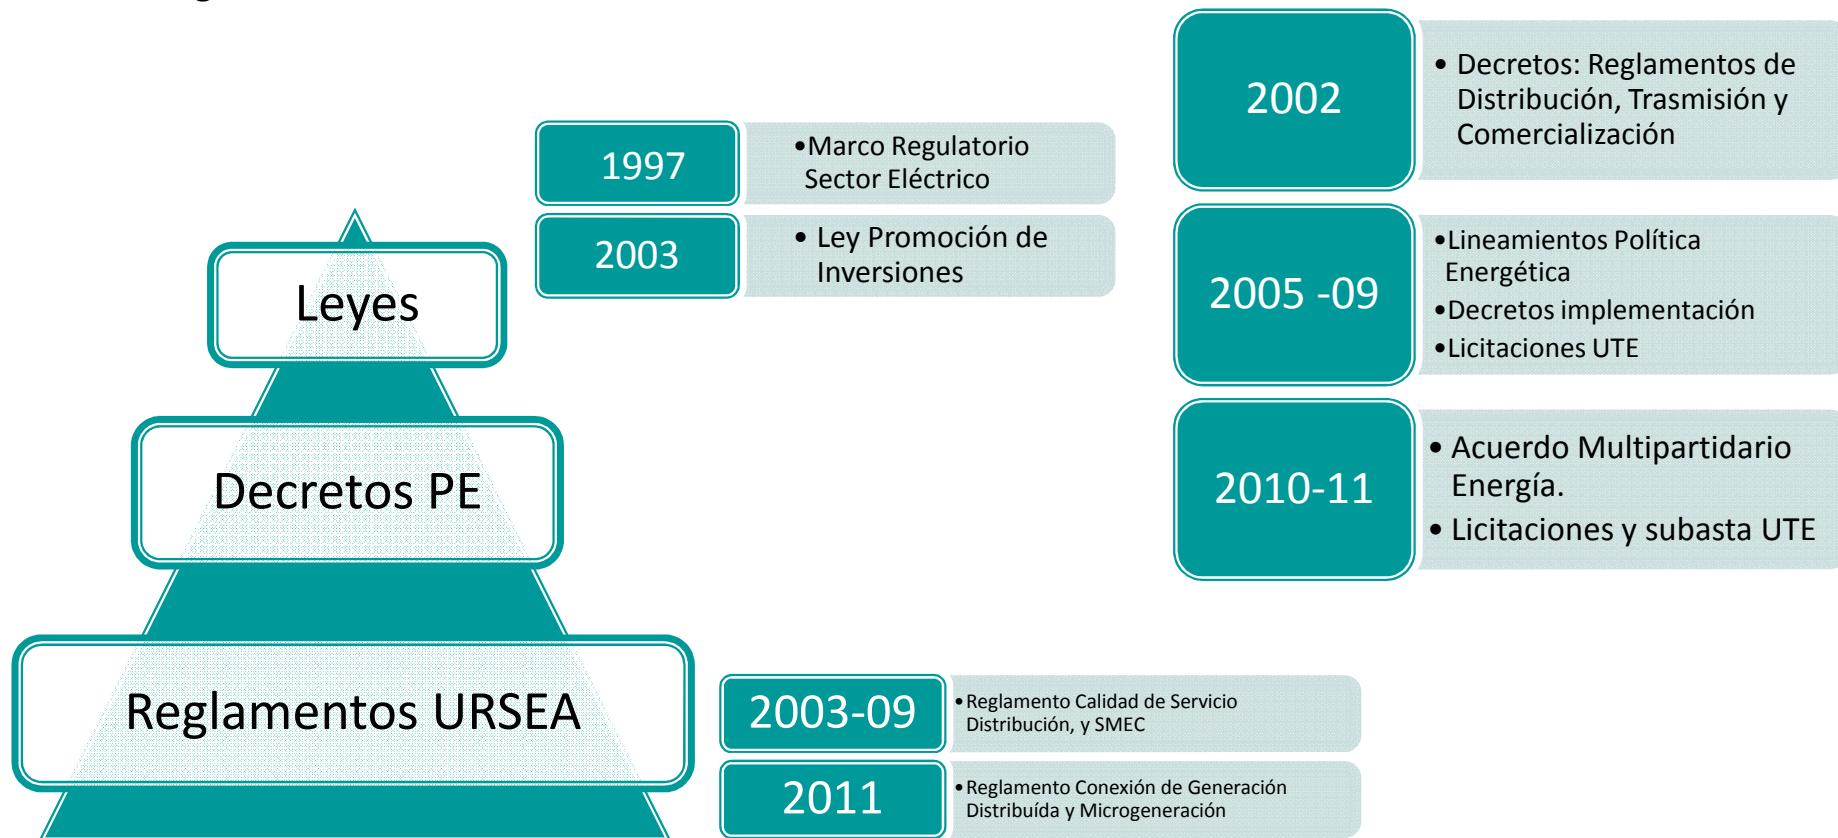 Leyes
Decretos PE
Reglamentos URSEA
1997
•Marco Regulatorio
Sector Eléctrico
2003
• Ley Promoción de
Inversiones
2002
• Decretos: Reglamentos de
Distribución, Trasmisión y
Comercialización
2005 -09
•Lineamientos Política
Energética
•Decretos implementación
•Licitaciones UTE
2010-11
• Acuerdo Multipartidario
Energía.
• Licitaciones y subasta UTE
2003-09
•Reglamento Calidad de Servicio
Distribución, y SMEC
2011
•Reglamento Conexión de Generación
Distribuída y Microgeneración